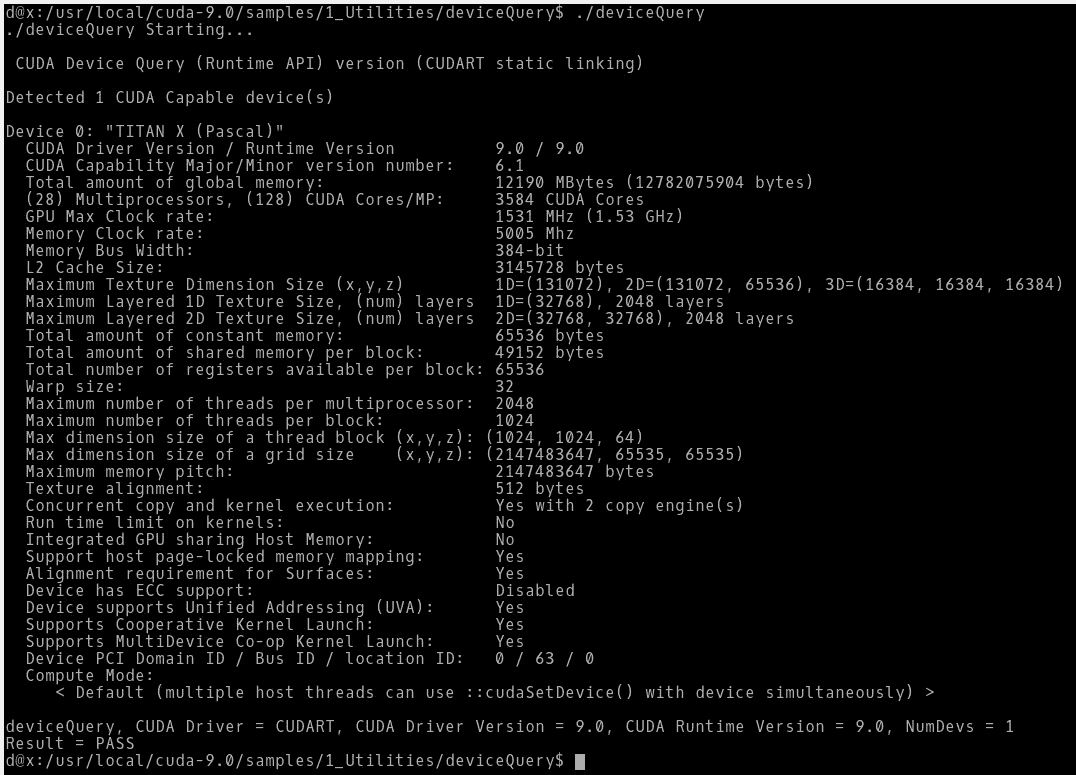 d@x:/usr/local/cuda-9.0/samples/1_Utilities/deviceQuery$ ./deviceQuery
./deviceQuery Starting...
CUDA Device Query (Runtime API) version (CUDART static linking)
Detected 1 CUDA Capable device(s)
Device 0: "TITAN X (Pascal)"
CUDA Driver Version / Runtime Version 9.0 / 9.0
CUDA Capability Major/Minor version number: 6.1
Total amount of global memory: 12190 MBytes (12782075904 bytes)
(28) Multiprocessors, (128) CUDA Cores/MP: 3584 CUDA Cores
GPU Max Clock rate: 1531 MHz (1.53 GHz)
Memory Clock rate: 5005 Mhz
Memory Bus Width: 384-bit
L2 Cache Size: 3145728 bytes
Maximum Texture Dimension Size (x,y,z) 1D=(131072), 2D=(131072, 65536), 3D=(16384, 16384, 16384)
Maximum Layered 1D Texture Size, (num) layers 1D=(32768), 2048 layers
Maximum Layered 2D Texture Size, (num) layers 2D=(32768, 32768), 2048 layers
Total amount of constant memory: 65536 bytes
Total amount of shared memory per block: 49152 bytes
Total number of registers available per block: 65536
Warp size: 32
Maximum number of threads per multiprocessor: 2048
Maximum number of threads per block: 1024
Max dimension size of a thread block (x,y,z): (1024, 1024, 64)
Max dimension size of a grid size (x,y,z): (2147483647, 65535, 65535)
Maximum memory pitch: 2147483647 bytes
Texture alignment: 512 bytes
Concurrent copy and kernel execution: Yes with 2 copy engine(s)
Run time limit on kernels: No
Integrated GPU sharing Host Memory: No
Support host page-locked memory mapping: Yes
Alignment requirement for Surfaces: Yes
Device has ECC support: Disabled
Device supports Unified Addressing (UVA): Yes
Supports Cooperative Kernel Launch: Yes
Supports MultiDevice Co-op Kernel Launch: Yes
Device PCI Domain ID / Bus ID / location ID: 0 / 63 / 0
Compute Mode:
< Default (multiple host threads can use ::cudaSetDevice() with device simultaneously) >
deviceQuery, CUDA Driver = CUDART, CUDA Driver Version = 9.0, CUDA Runtime Version = 9.0, NumDevs = 1
Result = PASS
d@x:/usr/local/cuda-9.0/samples/1_Utilities/deviceQuery$